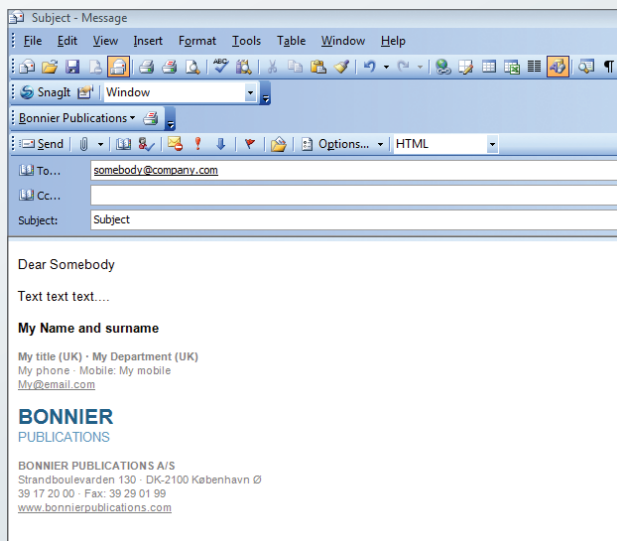 Subject - Message
File Edit View Insert Format Tools Table Window Help
SnagIt Window
Bonnier Publications
Send Options... HTML
To... somebody@company.com
Cc...
Subject: Subject
Dear Somebody
Text text text....
My Name and surname
My title (UK) · My Department (UK)
My phone · Mobile: My mobile
My@email.com
BONNIER
PUBLICATIONS
BONNIER PUBLICATIONS A/S
Strandboulevarden 130 · DK-2100 København Ø
39 17 20 00 · Fax: 39 29 01 99
www.bonnierpublications.com